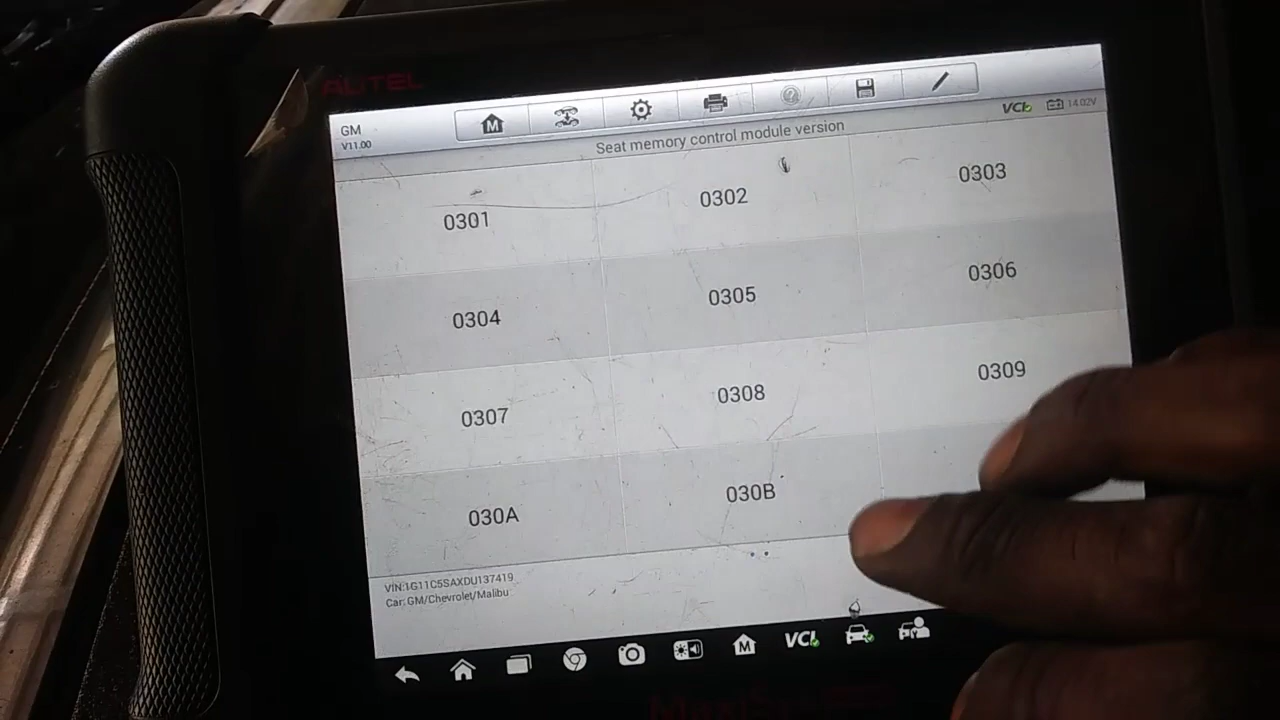 AUTEL
GM
V11.00
M
VCI
14.02V
Seat memory control module version
0301
0302
0303
0304
0305
0306
0307
0308
0309
030A
030B
VIN:1G11C5SAXDU137419
Car:GM/Chevrolet/Malibu
M
VCI